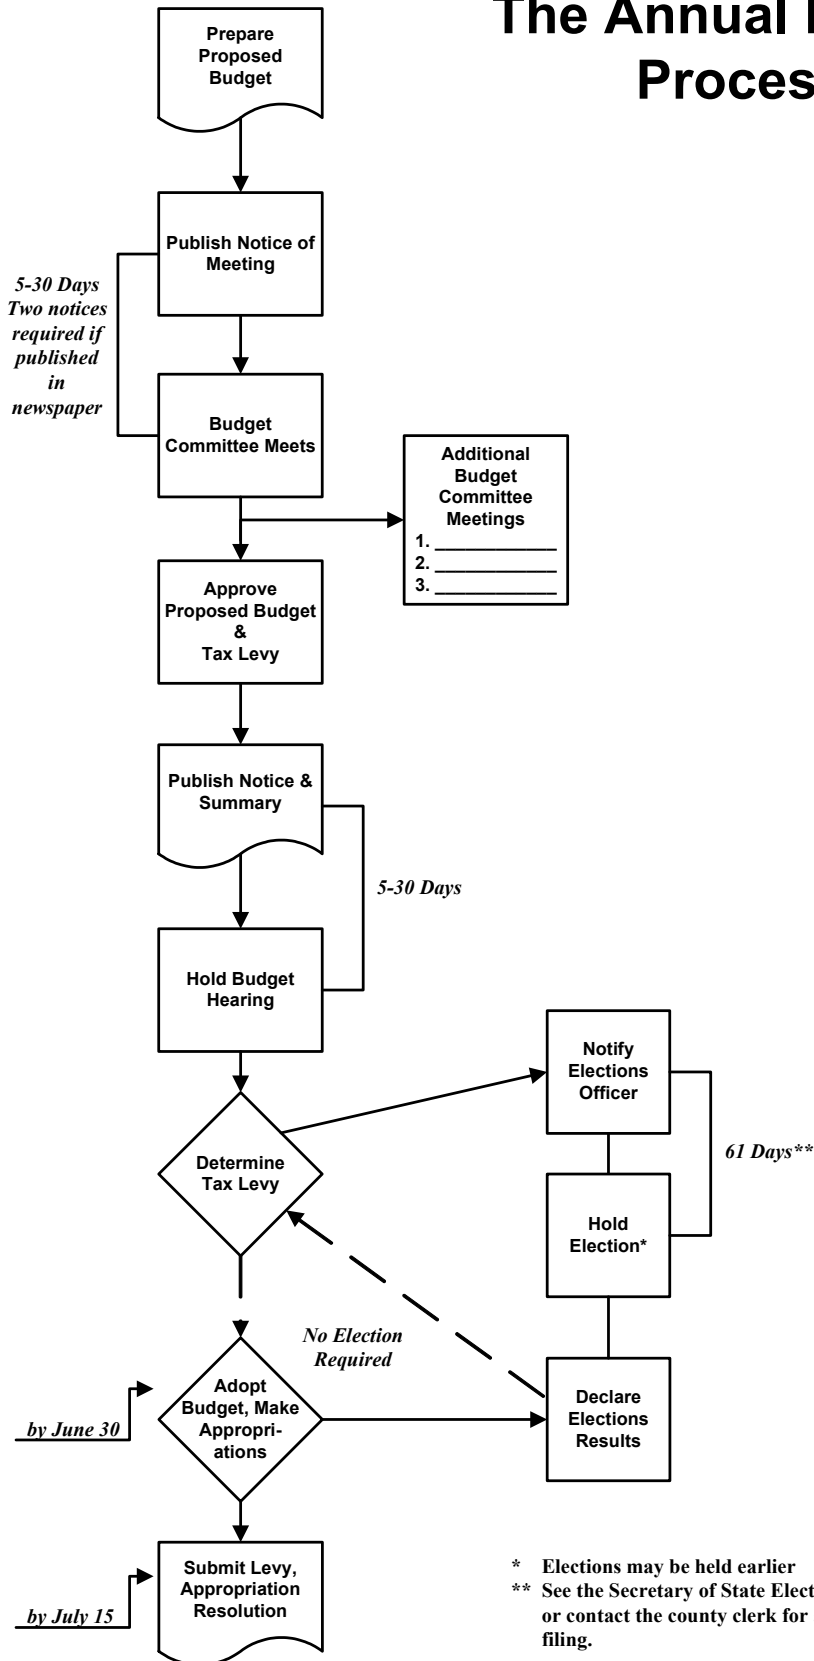 The Annual
Process
Prepare
Proposed
Budget
Publish Notice of
Meeting
5-30 Days
Two notices
required if
published
in
newspaper
Budget
Committee Meets
Additional
Budget
Committee
Meetings
1. ____________
2. ____________
3. ____________
Approve
Proposed Budget
&
Tax Levy
Publish Notice &
Summary
5-30 Days
Hold Budget
Hearing
Notify
Elections
Officer
61 Days**
Determine
Tax Levy
Hold
Election*
No Election
Required
by June 30
Adopt
Budget, Make
Appropri-
ations
Declare
Elections
Results
by July 15
Submit Levy,
Appropriation
Resolution
* Elections may be held earlier
** See the Secretary of State
or contact the county clerk for
filing.